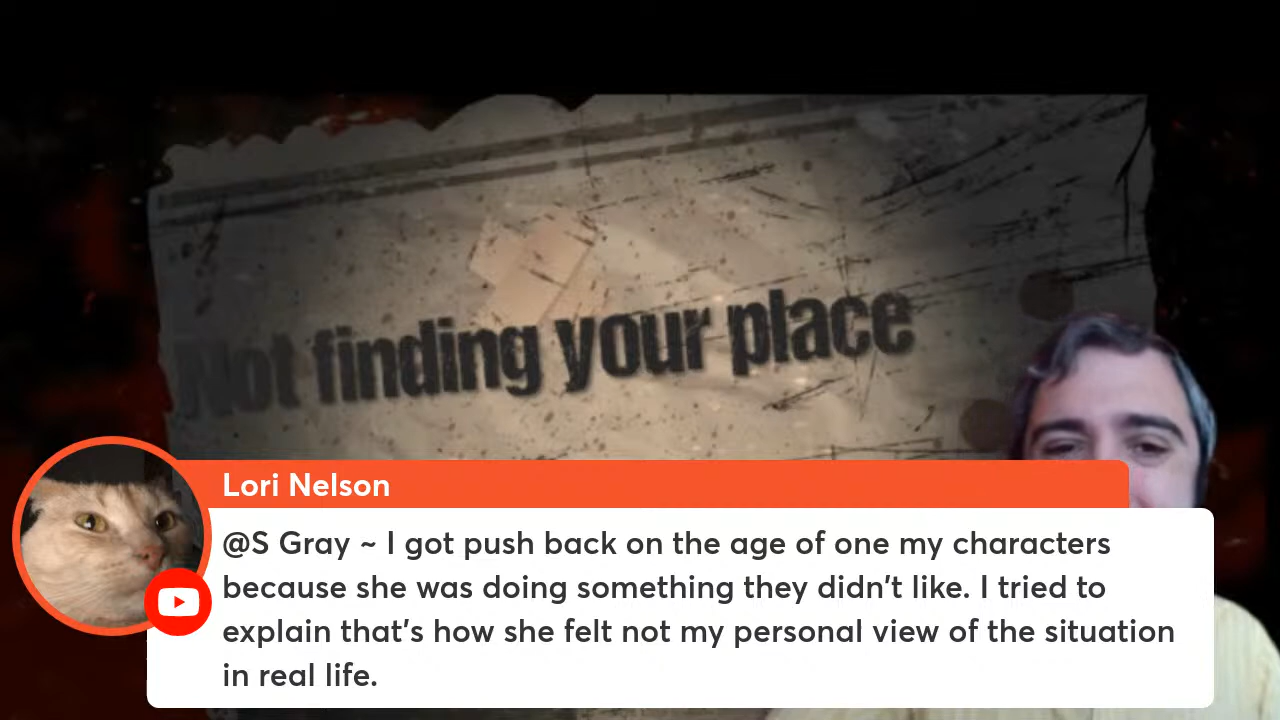 Not finding your place
Lori Nelson
@S Gray ~ I got push back on the age of one my characters
because she was doing something they didn't like. I tried to
explain that's how she felt not my personal view of the situation
in real life.